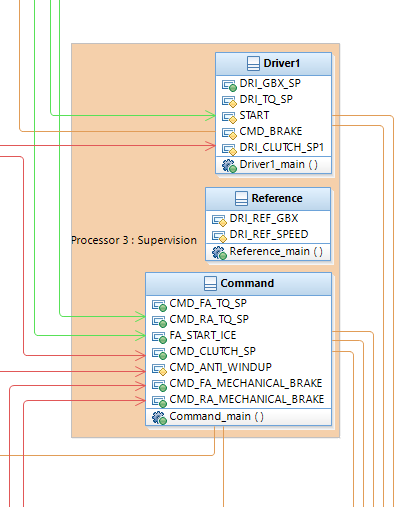 Driver1
DRI_GBX_SP
DRI_TQ_SP
START
CMD_BRAKE
DRI_CLUTCH_SP1
Driver1_main ( )
Reference
DRI_REF_GBX
DRI_REF_SPEED
Reference_main ( )
Processor 3 : Supervision
Command
CMD_FA_TQ_SP
CMD_RA_TQ_SP
FA_START_ICE
CMD_CLUTCH_SP
CMD_ANTI_WINDUP
CMD_FA_MECHANICAL_BRAKE
CMD_RA_MECHANICAL_BRAKE
Command_main ( )